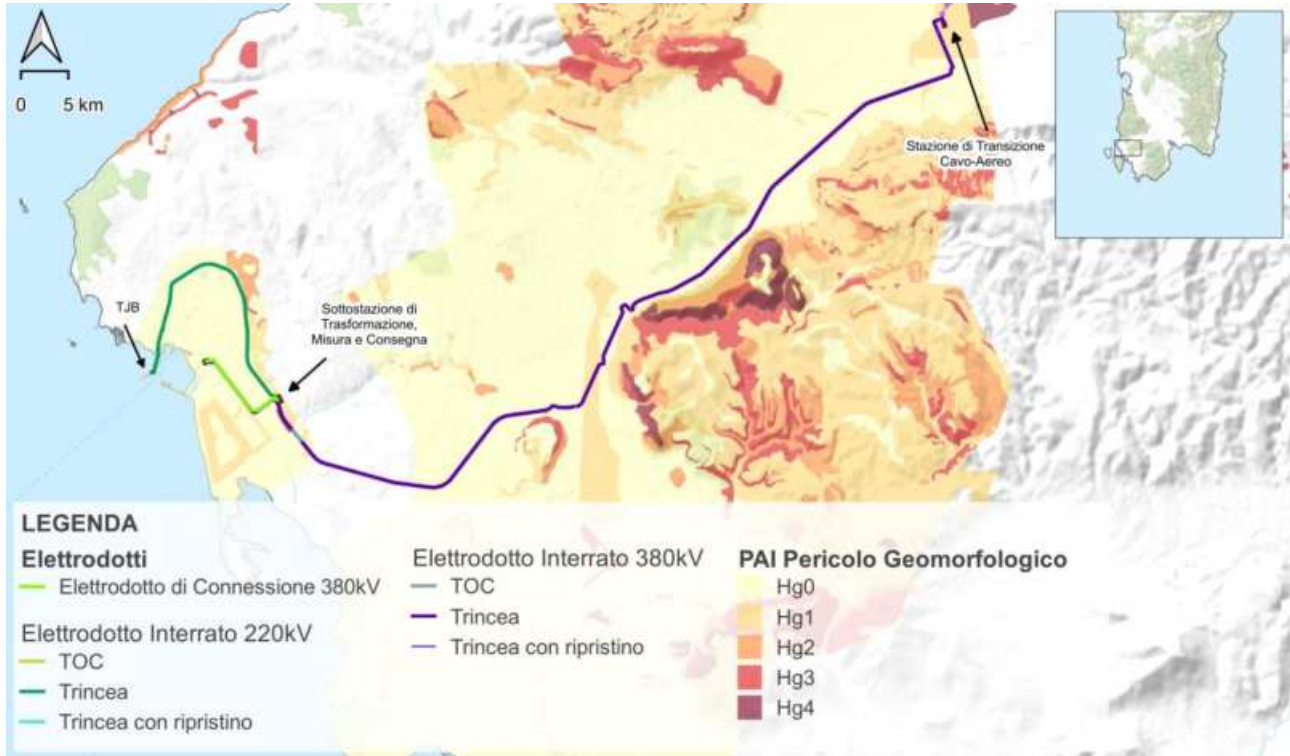 0 5 km
Stazione di Transizione
Cavo-Aereo
TJB
Sottostazione di
Trasformazione,
Misura e Consegna
LEGENDA
Elettrodotti
Elettrodotto di Connessione 380kV
Elettrodotto Interrato 220kV
TOC
Trincea
Trincea con ripristino
Elettrodotto Interrato 380kV
TOC
Trincea
Trincea con ripristino
PAI Pericolo Geomorfologico
Hg0
Hg1
Hg2
Hg3
Hg4